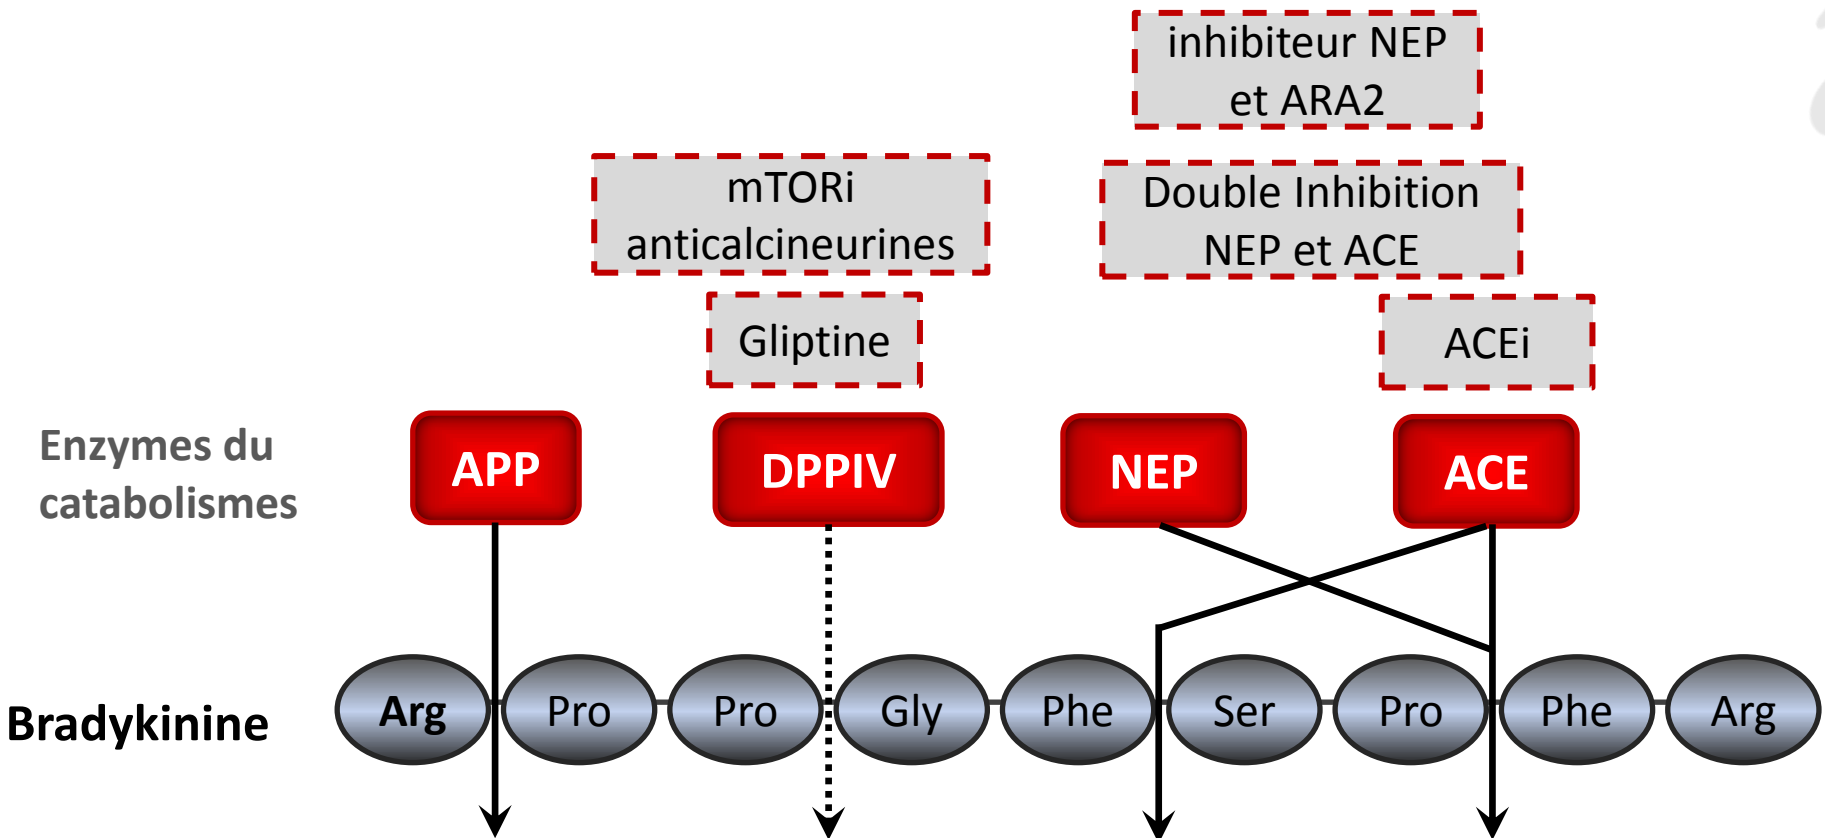 inhibiteur NEP
et ARA2
mTORi
anticalcineurines
Double Inhibition
NEP et ACE
Gliptine
ACEi
Enzymes du
catabolismes
APP
DPPIV
NEP
ACE
Bradykinine
Arg
Pro
Pro
Gly
Phe
Ser
Pro
Phe
Arg